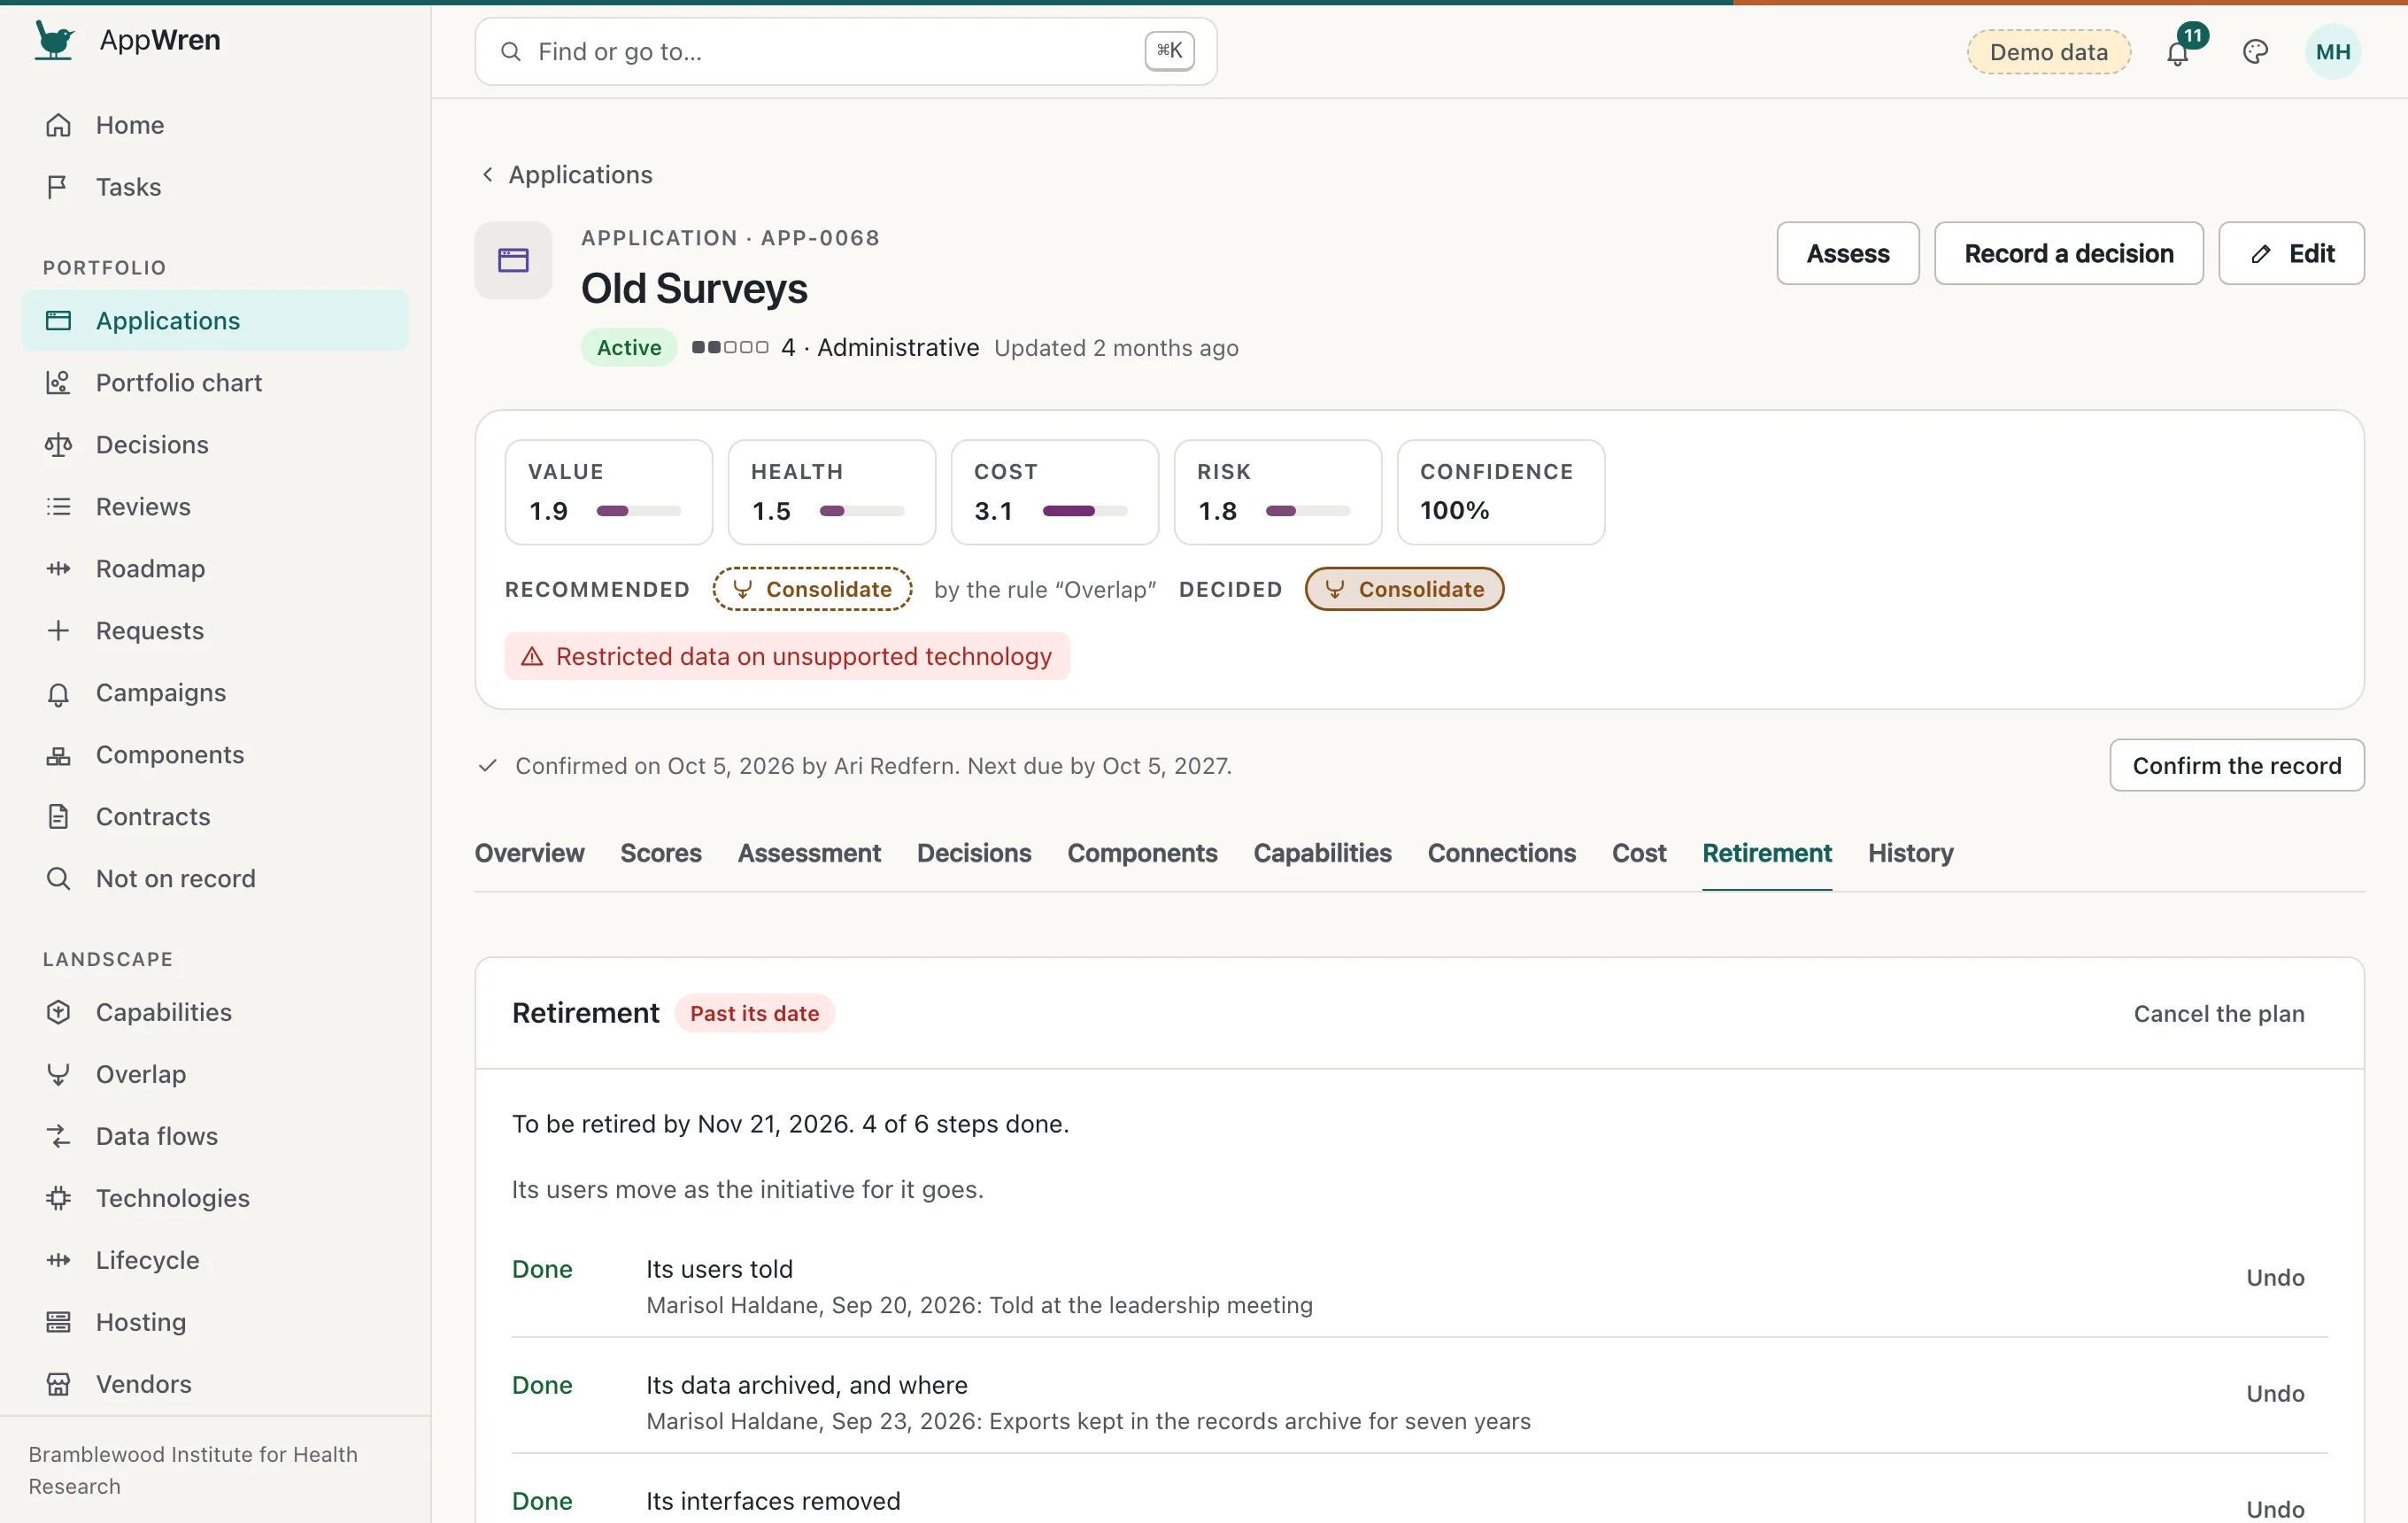 AppWren
Find or go to...
⌘K
Demo data
11
MH
Home
Tasks
PORTFOLIO
Applications
Portfolio chart
Decisions
Reviews
Roadmap
Requests
Campaigns
Components
Contracts
Not on record
LANDSCAPE
Capabilities
Overlap
Data flows
Technologies
Lifecycle
Hosting
Vendors
Bramblewood Institute for Health
Research
Applications
APPLICATION · APP-0068
Old Surveys
Active 4 · Administrative Updated 2 months ago
Assess
Record a decision
Edit
VALUE
1.9
HEALTH
1.5
COST
3.1
RISK
1.8
CONFIDENCE
100%
RECOMMENDED Consolidate by the rule “Overlap” DECIDED Consolidate
Restricted data on unsupported technology
Confirmed on Oct 5, 2026 by Ari Redfern. Next due by Oct 5, 2027.
Confirm the record
Overview Scores Assessment Decisions Components Capabilities Connections Cost Retirement History
Retirement Past its date
Cancel the plan
To be retired by Nov 21, 2026. 4 of 6 steps done.
Its users move as the initiative for it goes.
Done Its users told Undo
Marisol Haldane, Sep 20, 2026: Told at the leadership meeting
Done Its data archived, and where Undo
Marisol Haldane, Sep 23, 2026: Exports kept in the records archive for seven years
Done Its interfaces removed Undo